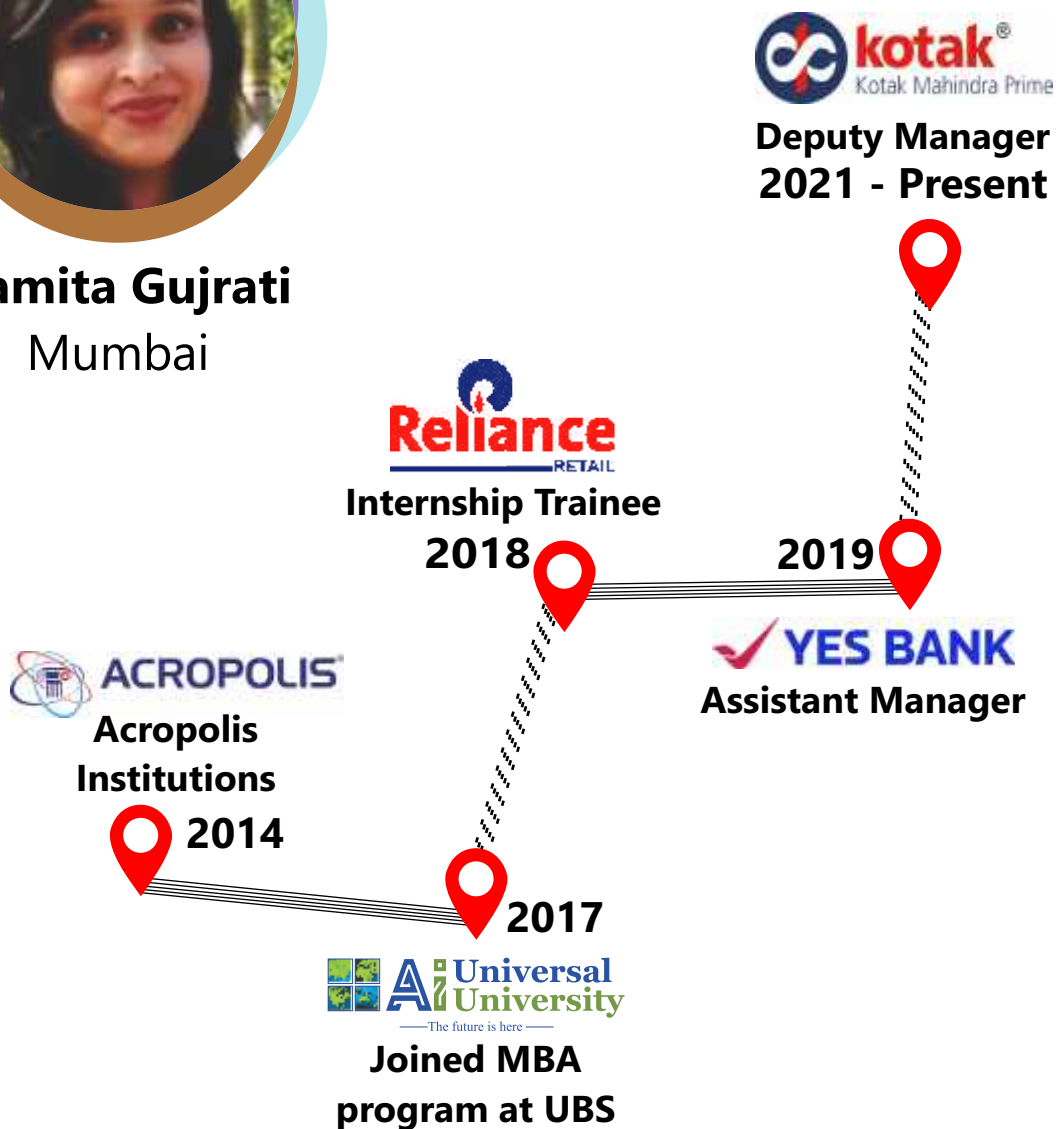 kotak®
Kotak Mahindra Prime
Deputy Manager
2021 - Present
amita Gujrati
Mumbai
Reliance
RETAIL
Internship Trainee
2018
2019
YES BANK
Assistant Manager
ACROPOLIS
Acropolis
Institutions
2014
2017
Ai Universal
University
The future is here
Joined MBA
program at UBS